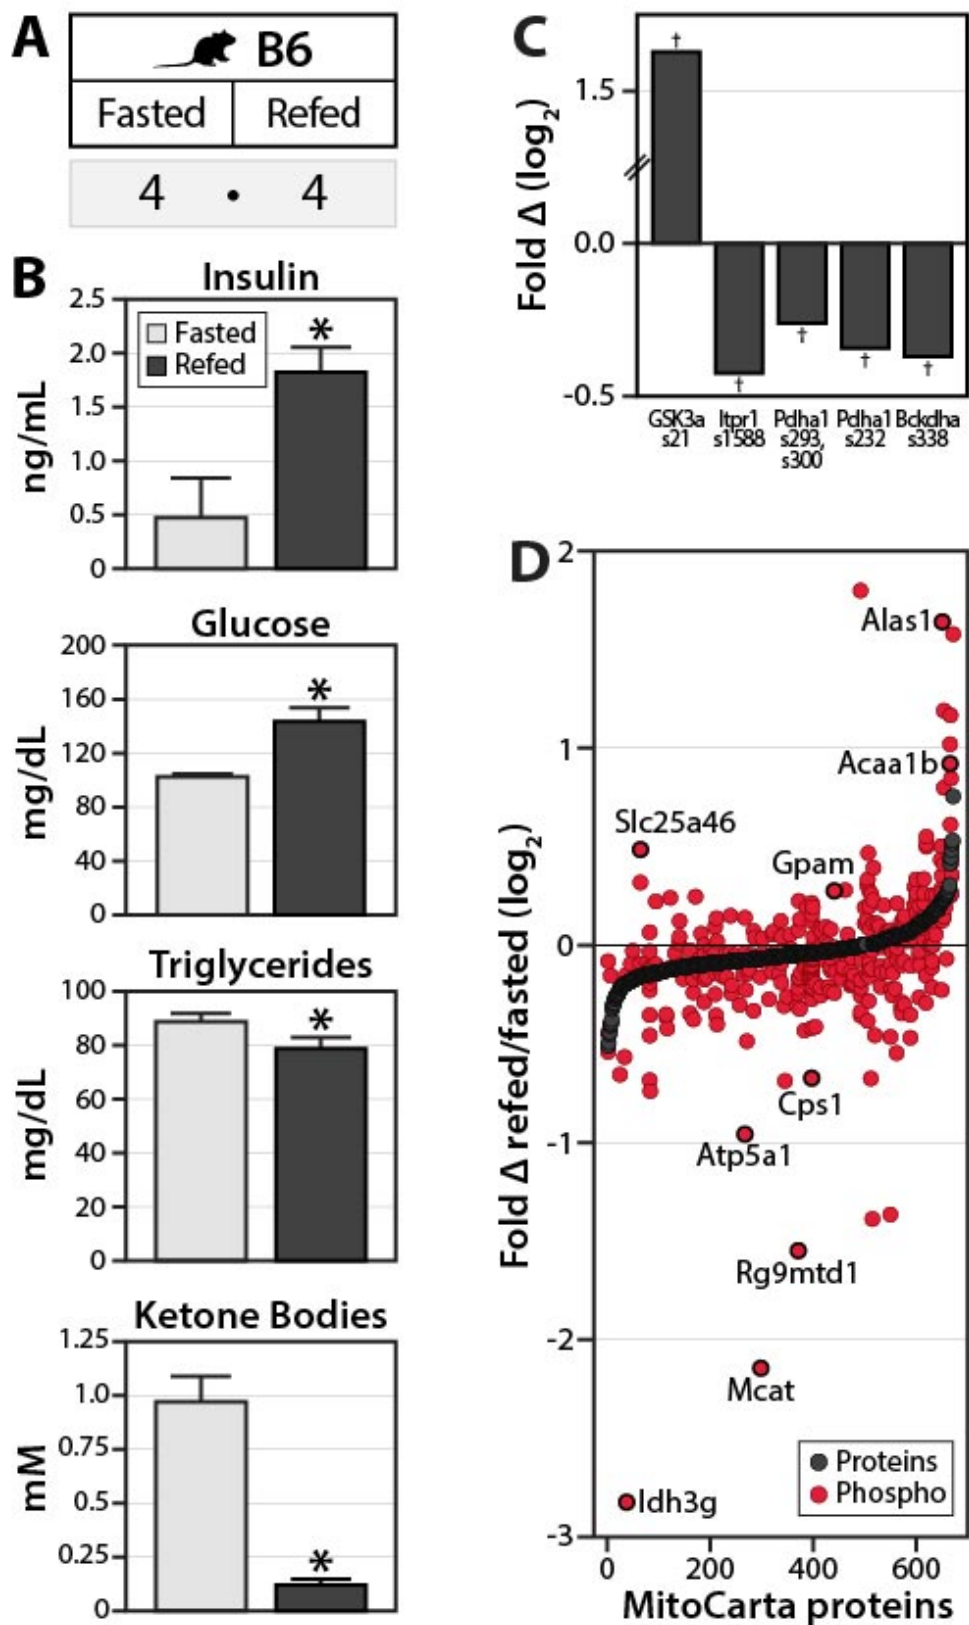 A
B6
Fasted
Refed
4 • 4
B
Insulin
2.5
2.0
1.5
1.0
0.5
0
ng/mL
Fasted
Refed
*
Glucose
200
160
120
80
40
0
mg/dL
*
Triglycerides
100
80
60
40
20
0
mg/dL
*
Ketone Bodies
1.25
1.0
0.75
0.5
0.25
0
mM
*
C
Fold Δ (log2)
1.5
0.0
-0.5
†
†
†
†
†
GSK3a
s21
Itpr1
s1588
Pdha1
s293,
s300
Pdha1
s232
Bckdha
s338
D
Fold Δ refed/fasted (log2)
2
1
0
-1
-2
-3
Alas1
Acaa1b
Slc25a46
Gpam
Cps1
Atp5a1
Rg9mtd1
Mcat
Idh3g
Proteins
Phospho
0
200
400
600
MitoCarta proteins